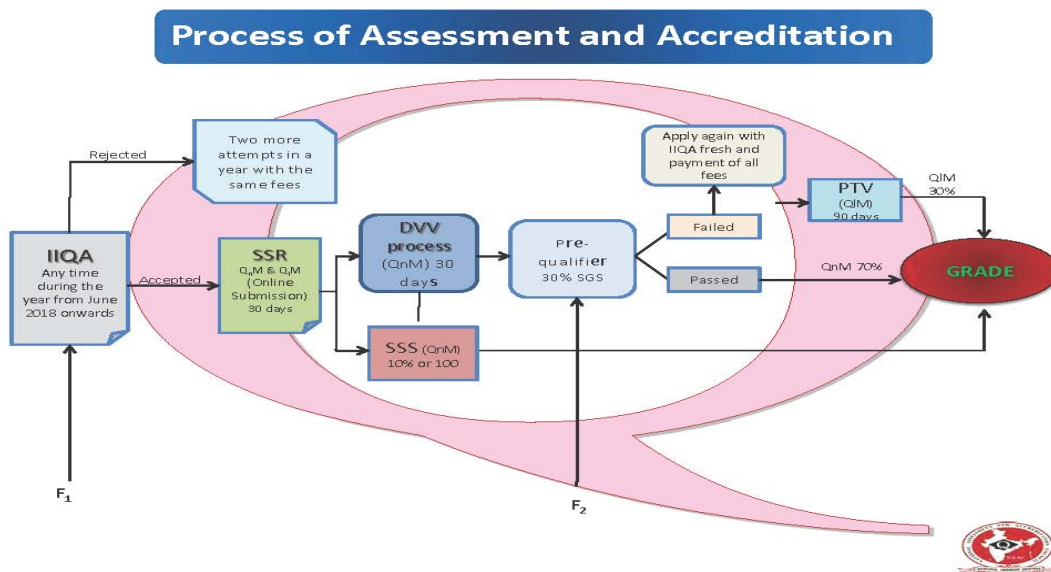 Process of Assessment and Accreditation
Rejected
Two more
attempts in a
year with the
same fees
Apply again with
IIQA fresh and
payment of all
fees
IIQA
Any time
during the
year from June
2018 onwards
Accepted
SSR
QnM & QlM
(Online
Submission)
30 days
DVV
process
(QnM) 30
days
SSS (QnM)
10% or 100
Pre-
qualifier
30% SGS
Failed
Passed
PTV
(QlM)
90 days
QlM
30%
QnM 70%
GRADE
F1
F2
NAAC